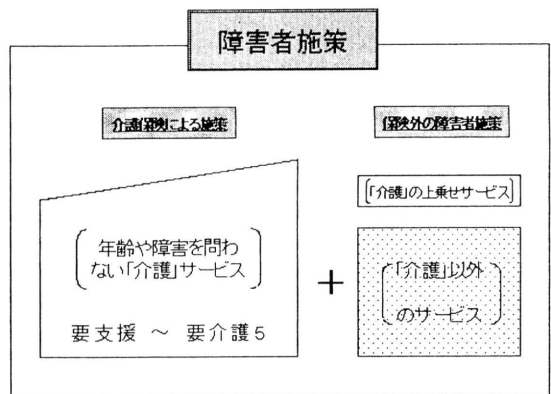 障害者施策
介護保険による施策
保険外の障害者施策
「介護」の上乗せサービス
年齢や障害を問わ
ない「介護」サービス
+
「介護」以外
のサービス
要支援 ～ 要介護5